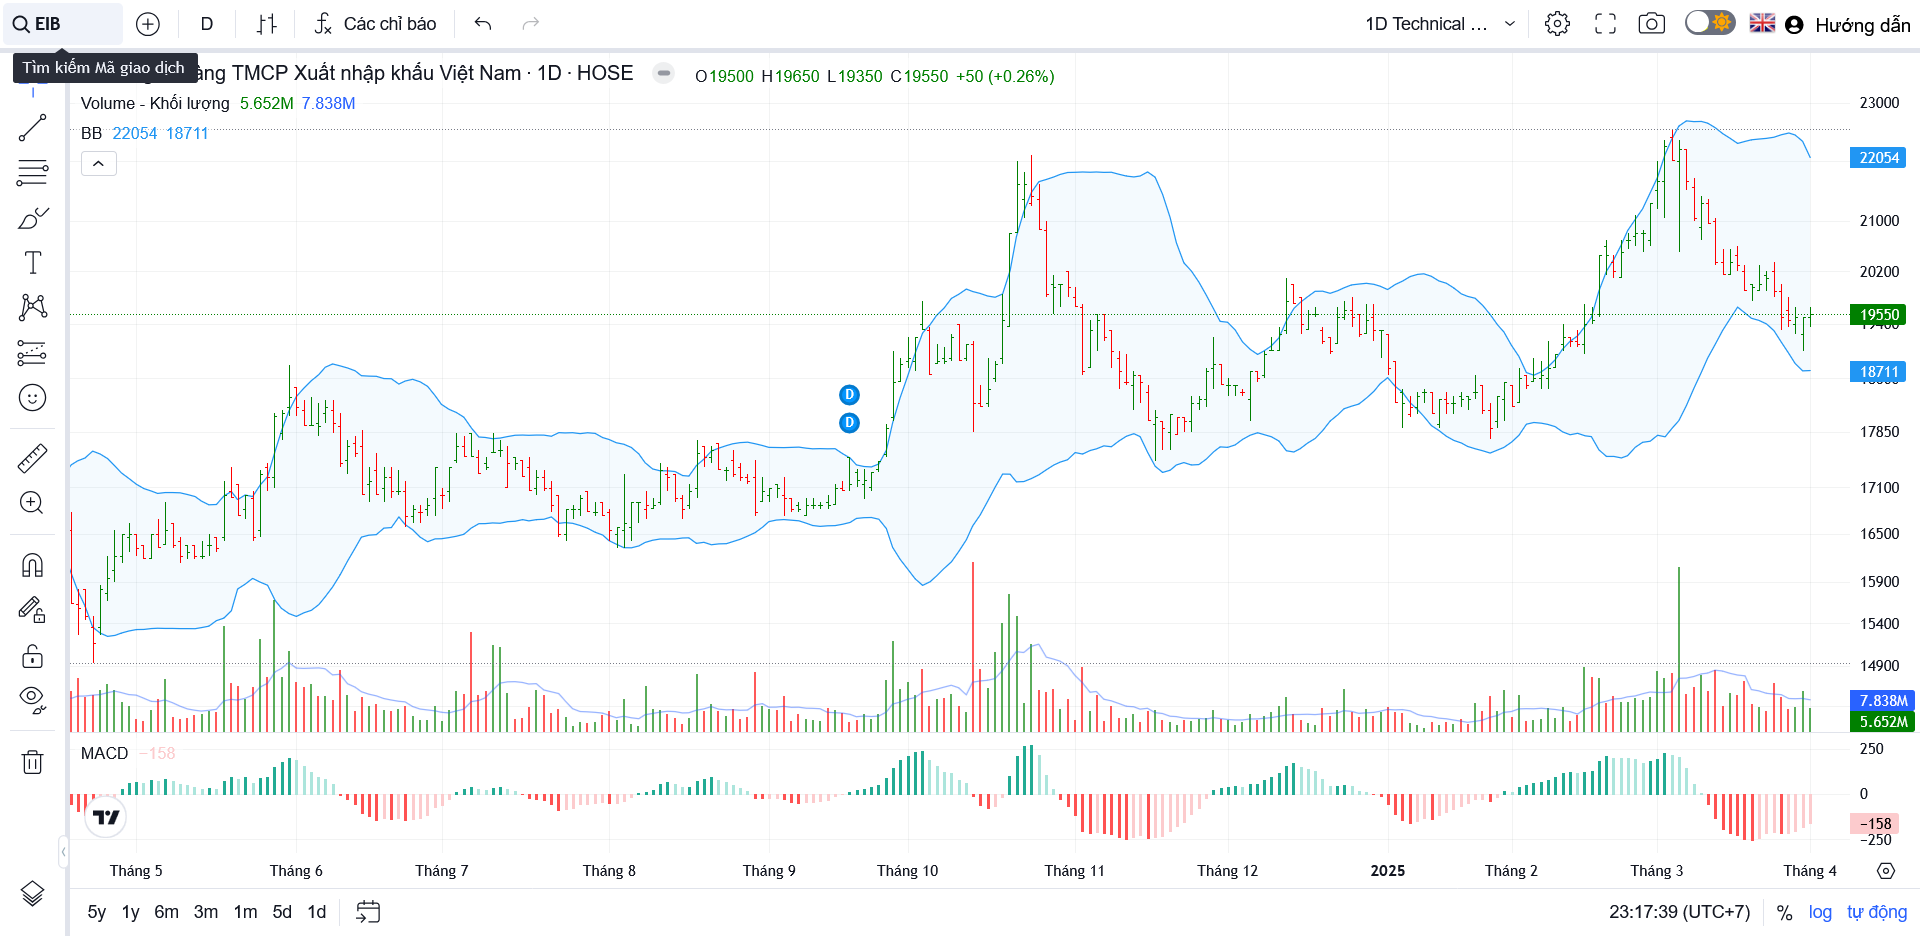 EIB
D
Các chỉ báo
1D Technical ...
Hướng dẫn
Tìm kiếm Mã giao dịch
àng TMCP Xuất nhập khẩu Việt Nam · 1D · HOSE
O19500 H19650 L19350 C19550 +50 (+0.26%)
Volume - Khối lượng 5.652M 7.838M
BB 22054 18711
23000
22054
21000
20200
19550
19400
18711
17850
17100
16500
15900
15400
14900
7.838M
5.652M
D
D
MACD −158
250
0
−158
−250
Tháng 5 Tháng 6 Tháng 7 Tháng 8 Tháng 9 Tháng 10 Tháng 11 Tháng 12 2025 Tháng 2 Tháng 3 Tháng 4
5y 1y 6m 3m 1m 5d 1d
23:17:39 (UTC+7) % log tự động